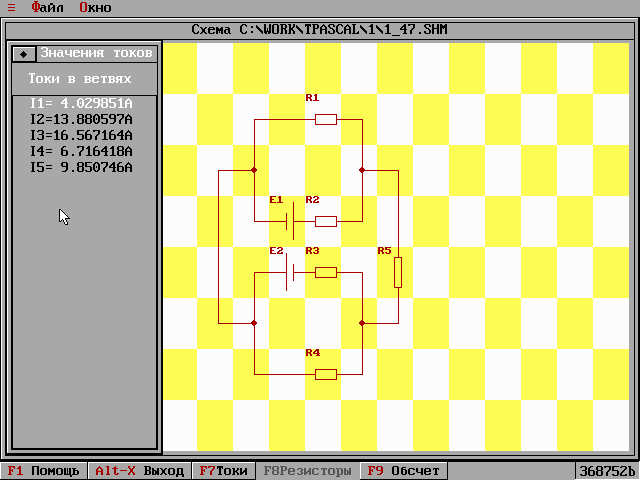 ≡ Файл Окно
Схема C:\WORK\TPASCAL\1\1_47.SHM
Значения токов
Токи в ветвях
I1= 4.029851A
I2=13.880597A
I3=16.567164A
I4= 6.716418A
I5= 9.850746A
R1
E1 R2
E2 R3 R5
R4
F1 Помощь Alt-X Выход F7Токи F8Резисторы F9 Обсчет 368752b